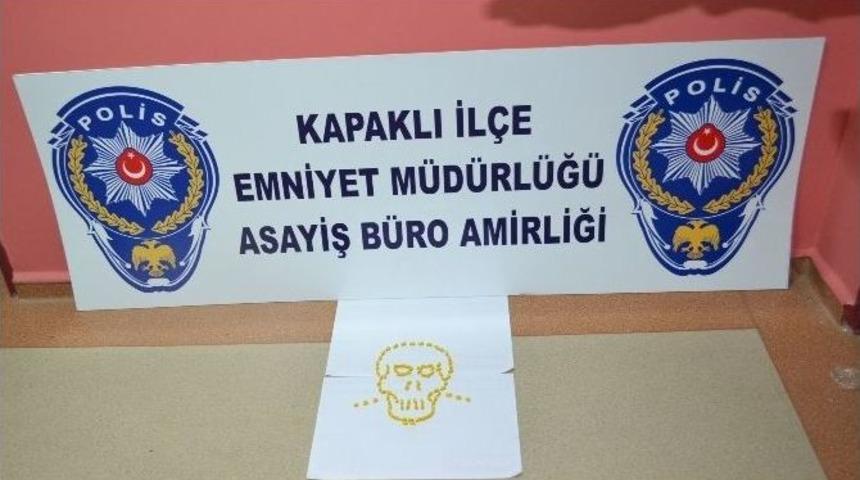 POLİS
KAPAKLI İLÇE
EMNİYET MÜDÜRLÜĞÜ
ASAYİŞ BÜRO AMİRLİĞİ
POLİS